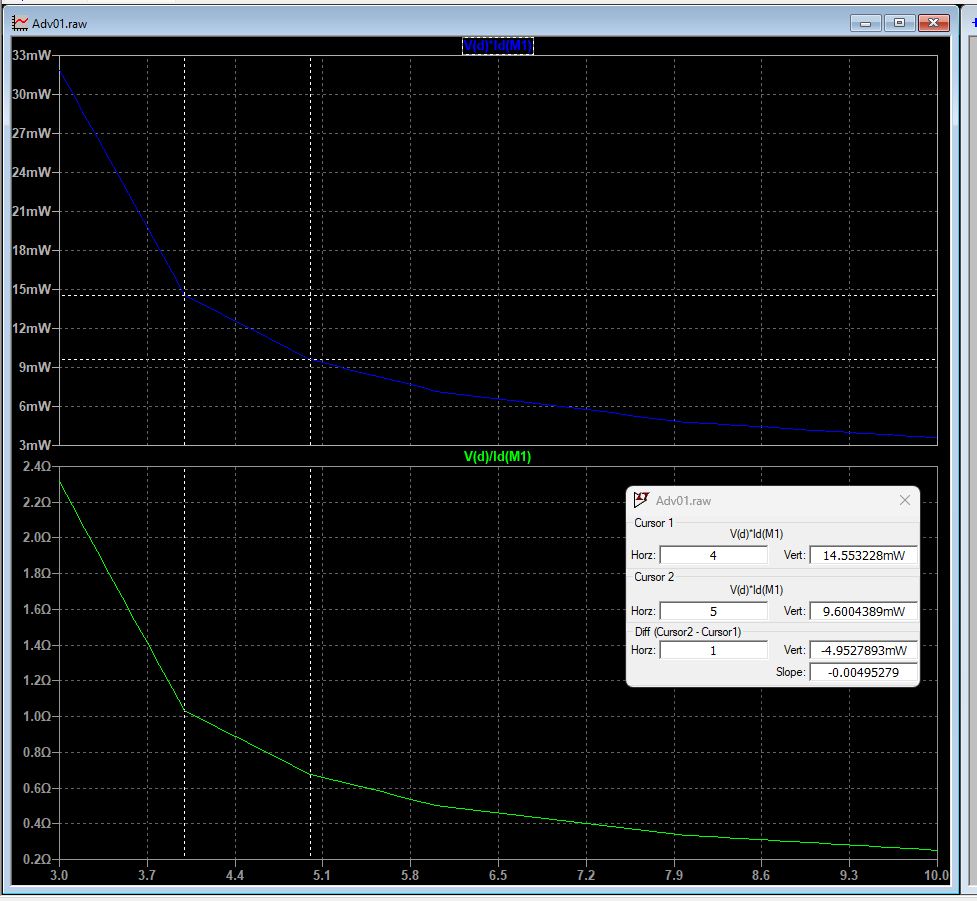 Adv01.raw
V(d)*Id(M1)
33mW
30mW
27mW
24mW
21mW
18mW
15mW
12mW
9mW
6mW
3mW
V(d)/Id(M1)
2.4Ω
2.2Ω
2.0Ω
1.8Ω
1.6Ω
1.4Ω
1.2Ω
1.0Ω
0.8Ω
0.6Ω
0.4Ω
0.2Ω
3.0 3.7 4.4 5.1 5.8 6.5 7.2 7.9 8.6 9.3 10.0
Adv01.raw
Cursor 1
V(d)*Id(M1)
Horz: 4 Vert: 14.553228mW
Cursor 2
V(d)*Id(M1)
Horz: 5 Vert: 9.6004389mW
Diff (Cursor2 - Cursor1)
Horz: 1 Vert: -4.9527893mW
Slope: -0.00495279